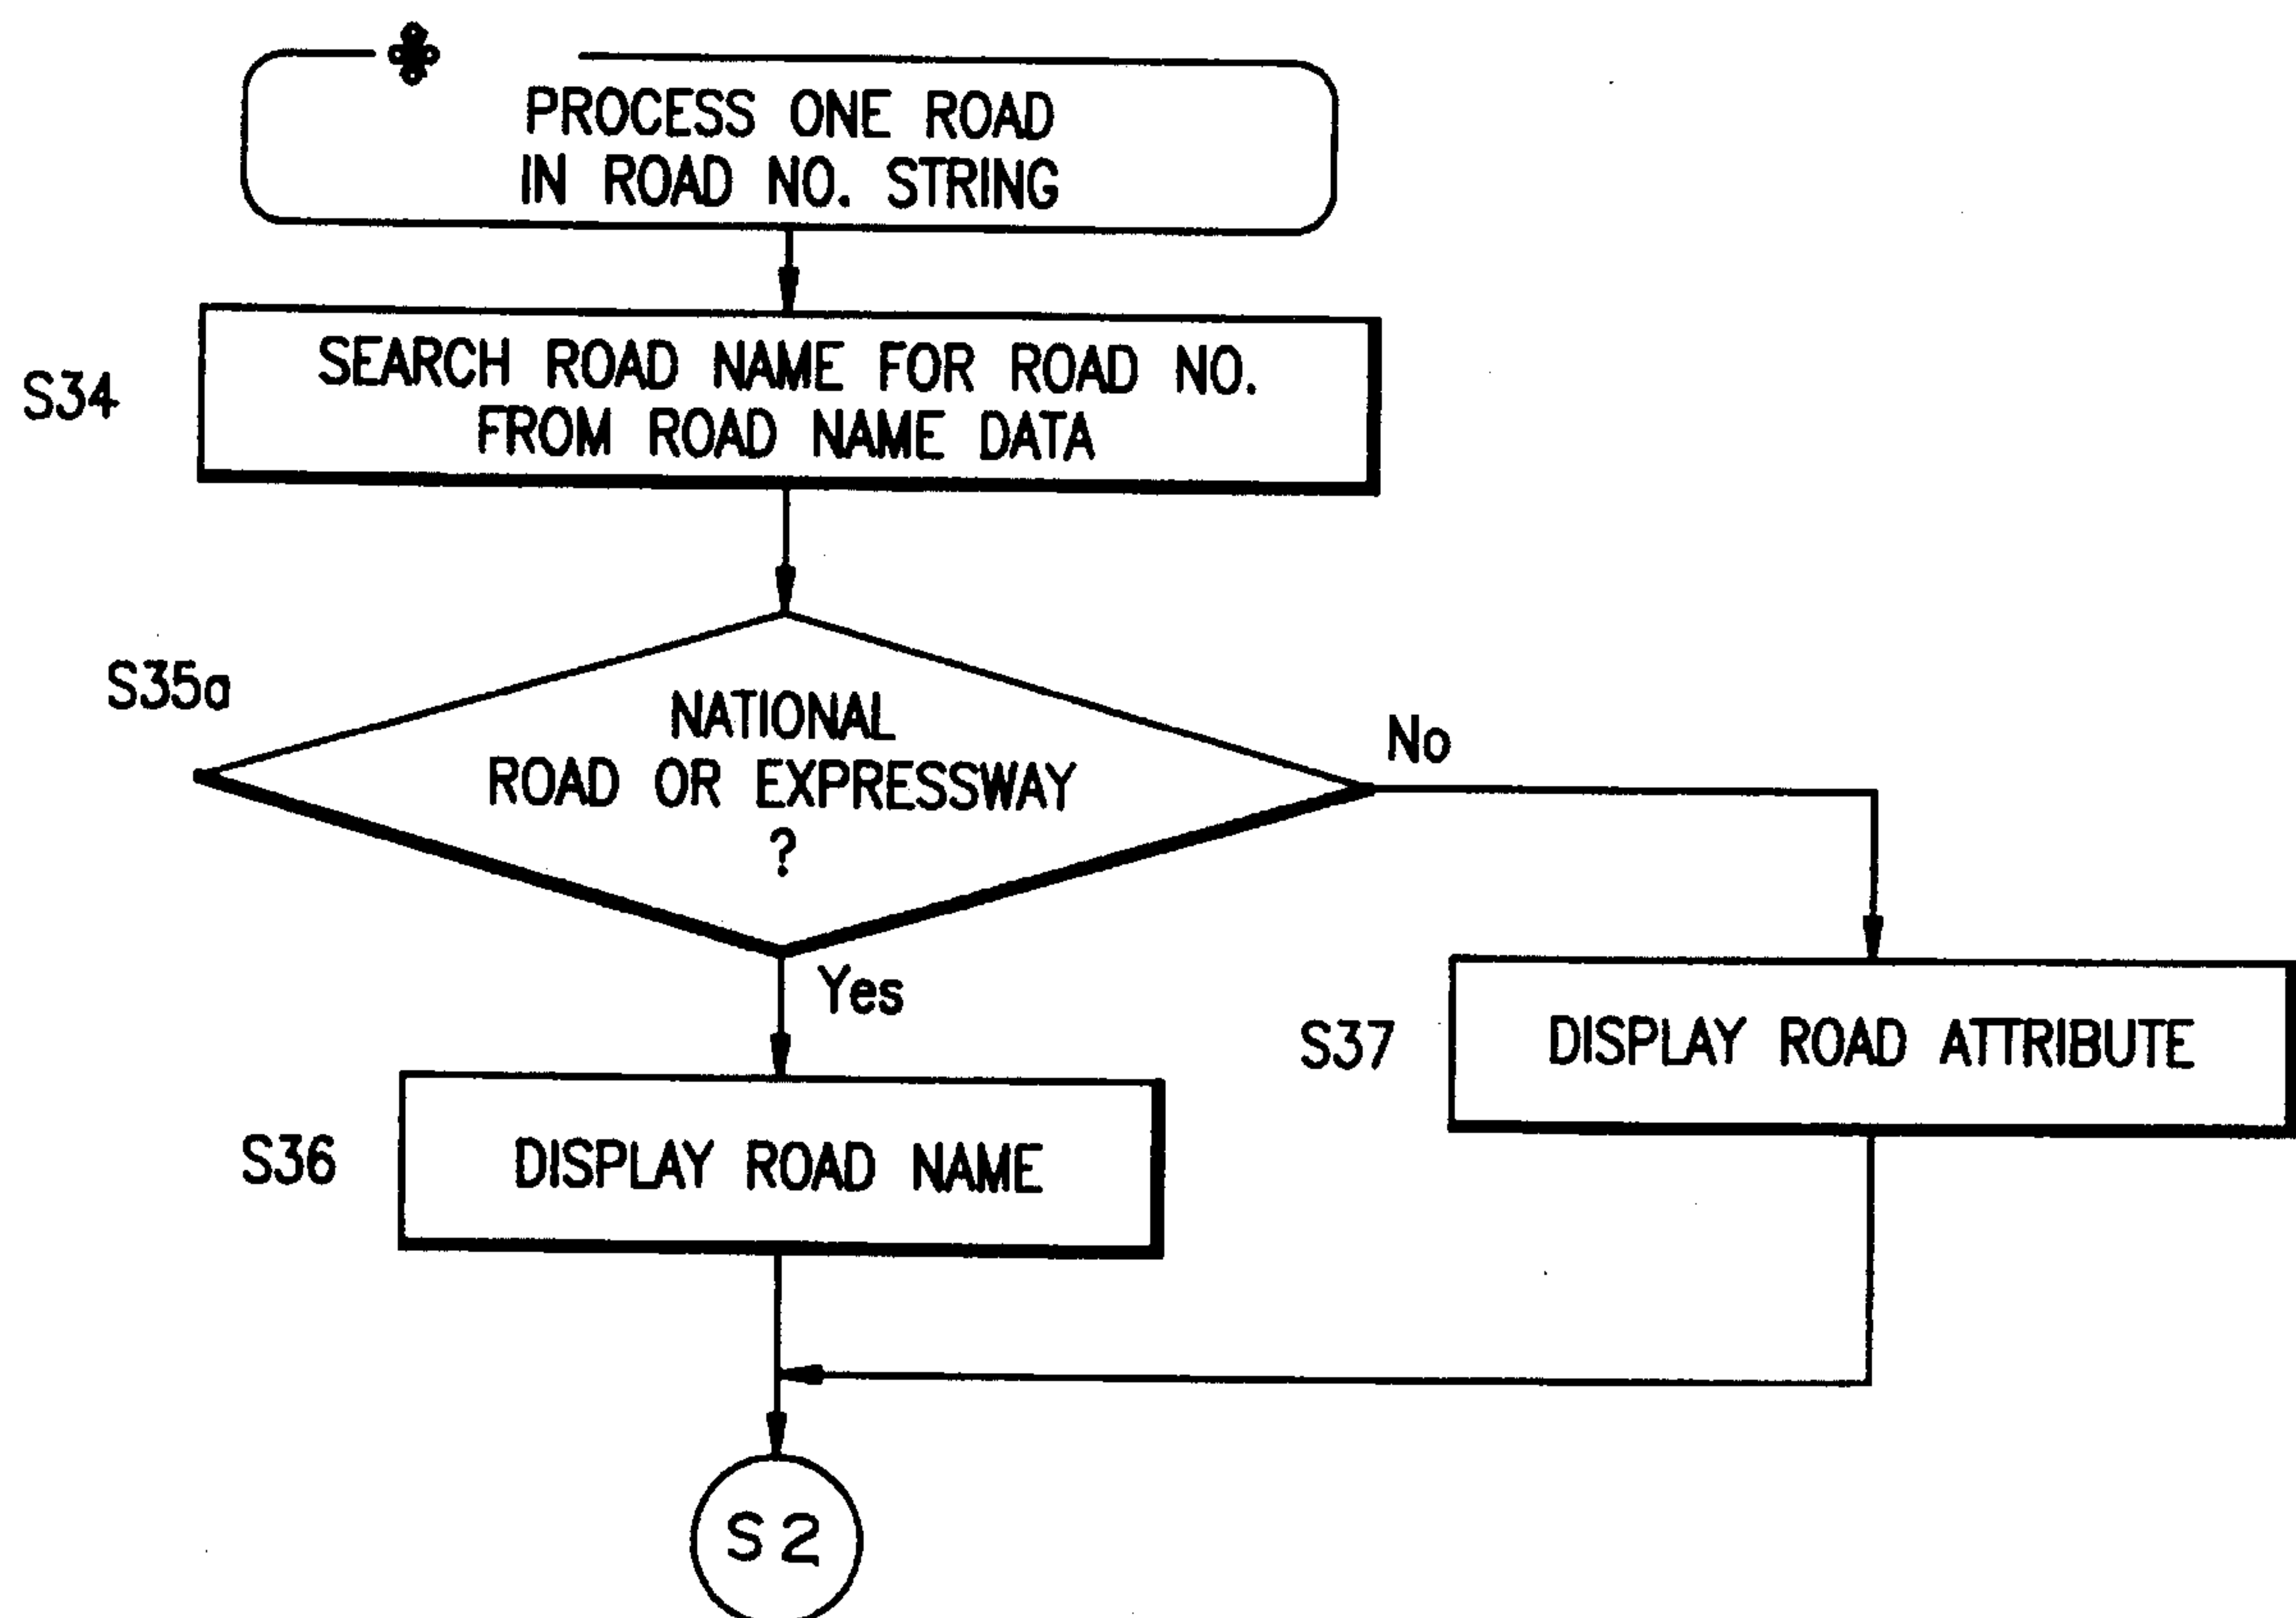 PROCESS ONE ROAD
IN ROAD NO. STRING
S34
SEARCH ROAD NAME FOR ROAD NO.
FROM ROAD NAME DATA
S35a
NATIONAL
ROAD OR EXPRESSWAY
?
No
Yes
S37
DISPLAY ROAD ATTRIBUTE
S36
DISPLAY ROAD NAME
S2